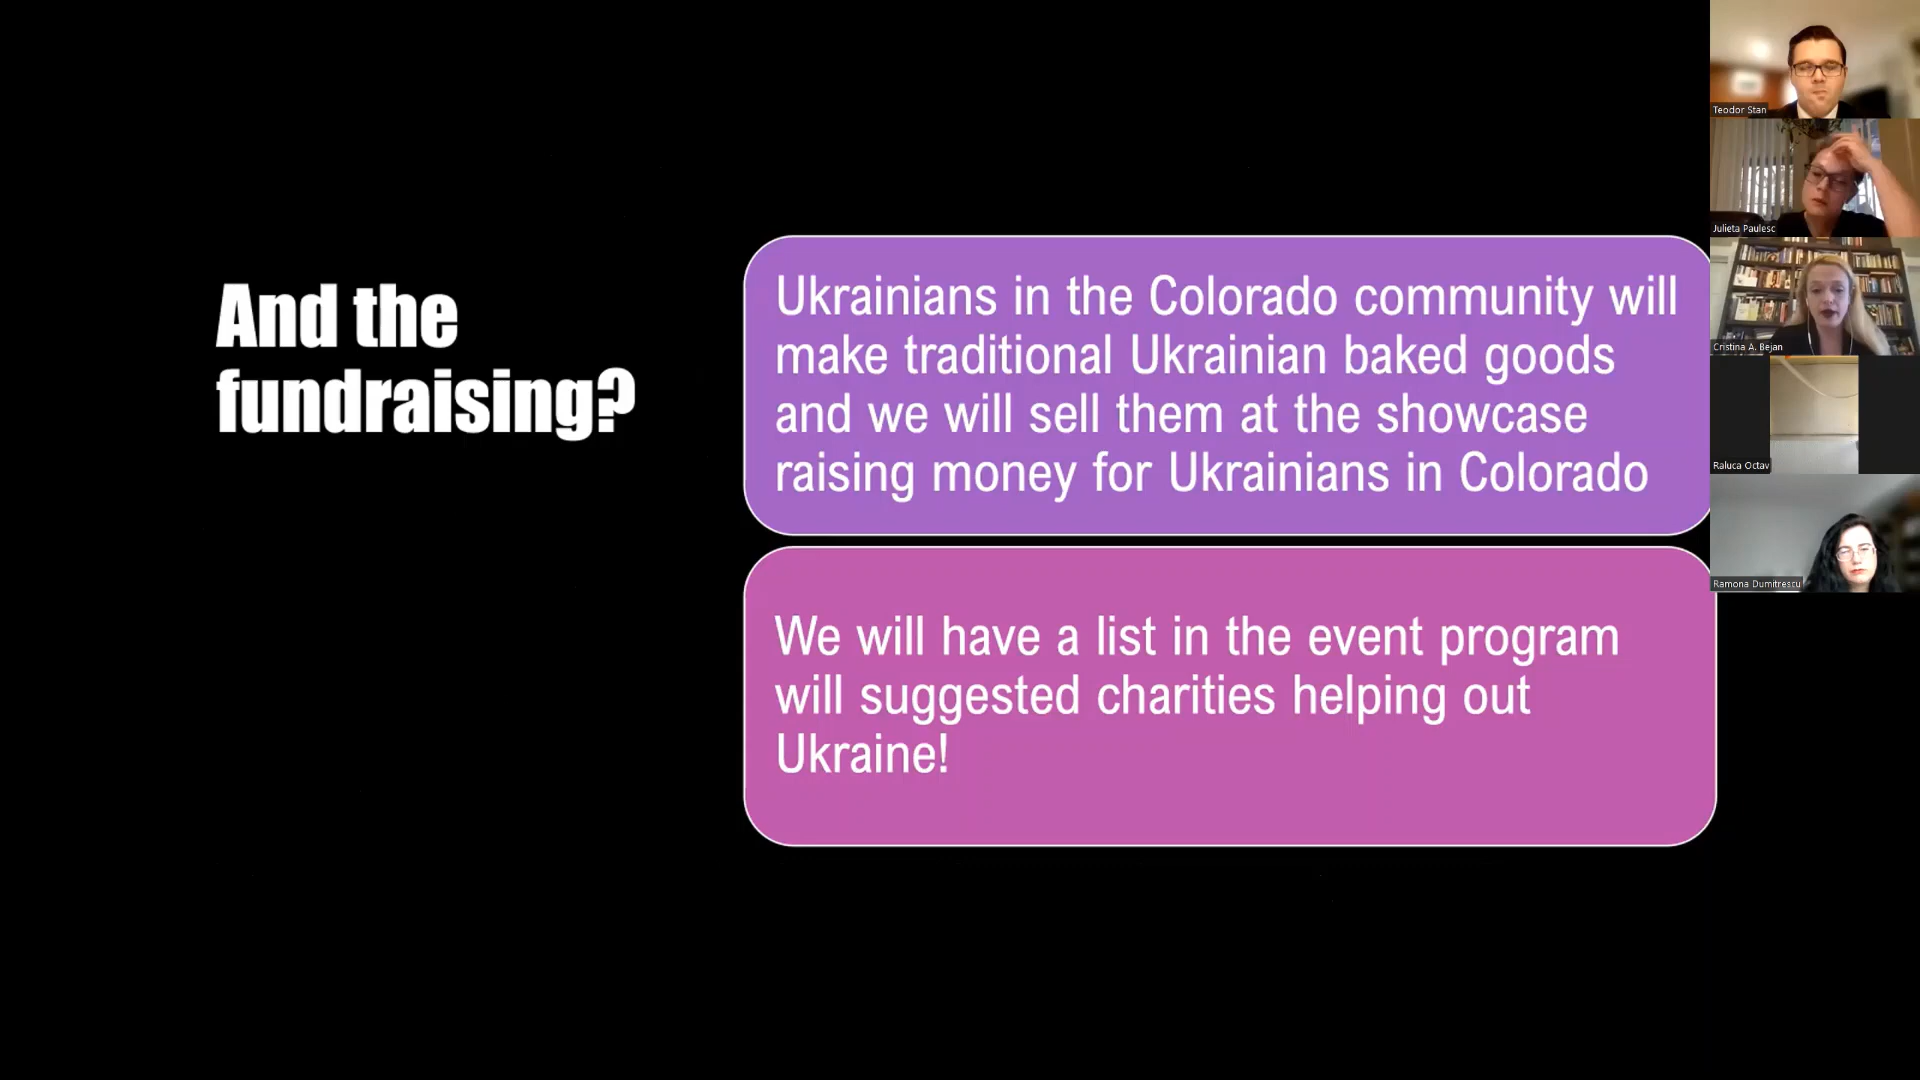 And the
fundraising?
Ukrainians in the Colorado community will
make traditional Ukrainian baked goods
and we will sell them at the showcase
raising money for Ukrainians in Colorado
We will have a list in the event program
will suggested charities helping out
Ukraine!
Teodor Stan
Julieta Paulesc
Cristina A. Bejan
Raluca Octav
Ramona Dumitrescu